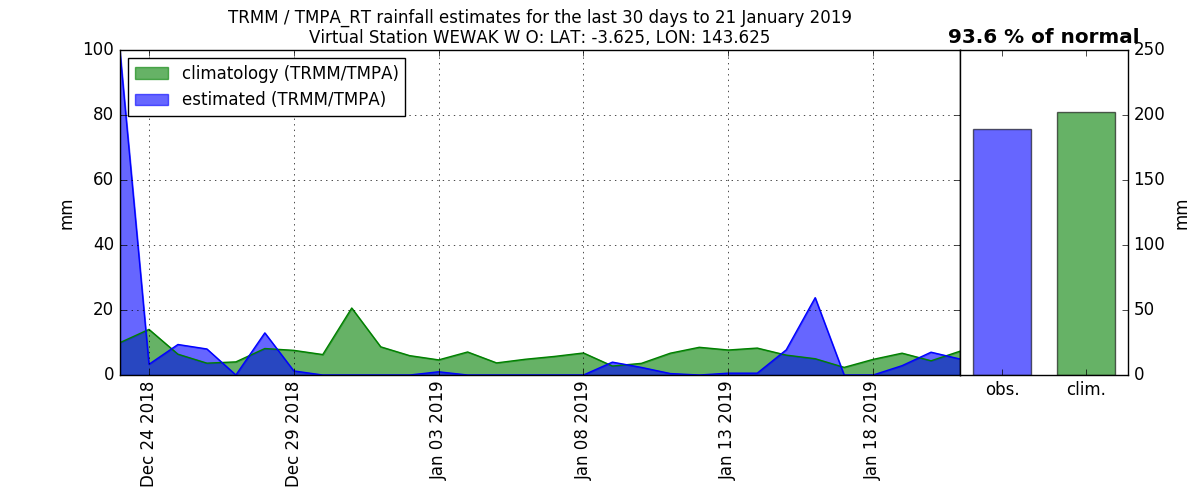 TRMM / TMPA_RT rainfall estimates for the last 30 days to 21 January 2019
Virtual Station WEWAK W O: LAT: -3.625, LON: 143.625
93.6 % of normal
climatology (TRMM/TMPA)
estimated (TRMM/TMPA)
100
80
60
40
20
0
mm
Dec 24 2018
Dec 29 2018
Jan 03 2019
Jan 08 2019
Jan 13 2019
Jan 18 2019
250
200
150
100
50
0
mm
obs.
clim.